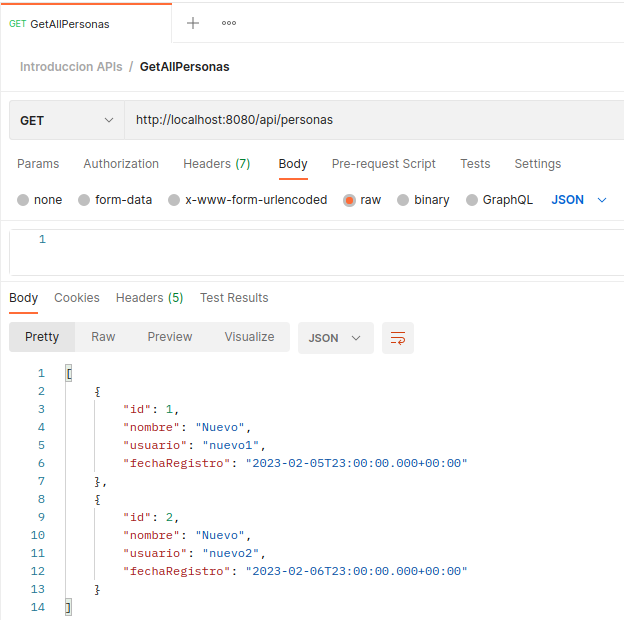 GET GetAllPersonas
Introduccion APIs / GetAllPersonas
GET http://localhost:8080/api/personas
Params Authorization Headers (7) Body Pre-request Script Tests Settings
none form-data x-www-form-urlencoded raw binary GraphQL JSON
1
Body Cookies Headers (5) Test Results
Pretty Raw Preview Visualize JSON
1 [
2 {
3 "id": 1,
4 "nombre": "Nuevo",
5 "usuario": "nuevo1",
6 "fechaRegistro": "2023-02-05T23:00:00.000+00:00"
7 },
8 {
9 "id": 2,
10 "nombre": "Nuevo",
11 "usuario": "nuevo2",
12 "fechaRegistro": "2023-02-06T23:00:00.000+00:00"
13 }
14 ]